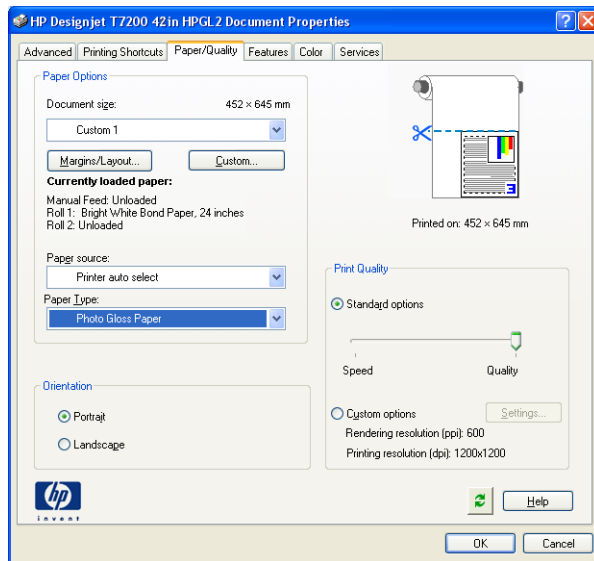 HP Designjet T7200 42in HPGL2 Document Properties
Advanced Printing Shortcuts Paper/Quality Features Color Services
Paper Options
Document size: 452 × 645 mm
Custom 1
Margins/Layout... Custom...
Currently loaded paper:
Manual Feed: Unloaded
Roll 1: Bright White Bond Paper, 24 inches
Roll 2: Unloaded
Paper source:
Printer auto select
Paper Type:
Photo Gloss Paper
Orientation
Portrait
Landscape
3
Printed on: 452 × 645 mm
Print Quality
Standard options
Speed Quality
Custom options Settings...
Rendering resolution (ppi): 600
Printing resolution (dpi): 1200x1200
hp
invent
Help
OK Cancel